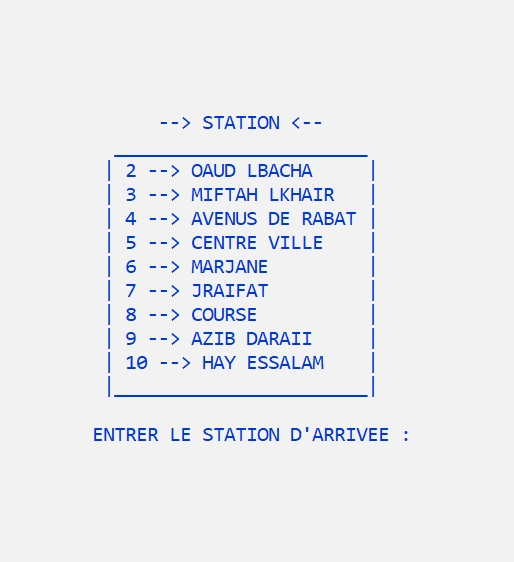 --> STATION <--
| 2 --> OAUD LBACHA |
| 3 --> MIFTAH LKHAIR |
| 4 --> AVENUS DE RABAT |
| 5 --> CENTRE VILLE |
| 6 --> MARJANE |
| 7 --> JRAIFAT |
| 8 --> COURSE |
| 9 --> AZIB DARAII |
| 10 --> HAY ESSALAM |
ENTRER LE STATION D'ARRIVEE :